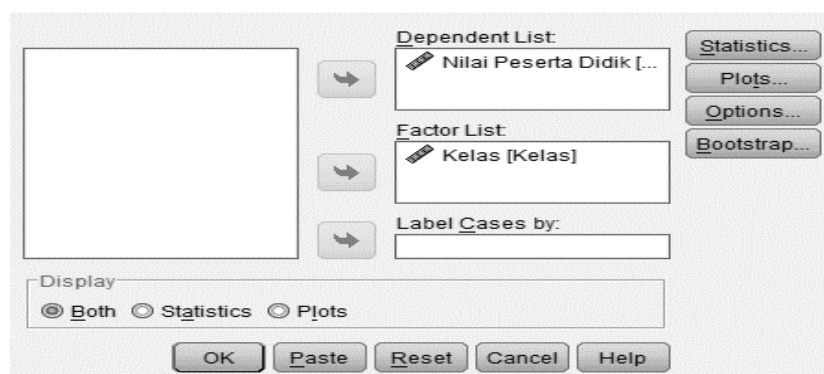 Dependent List:
Nilai Peserta Didik [...
Factor List:
Kelas [Kelas]
Label Cases by:
Statistics...
Plots...
Options...
Bootstrap...
Display
Both Statistics Plots
OK Paste Reset Cancel Help